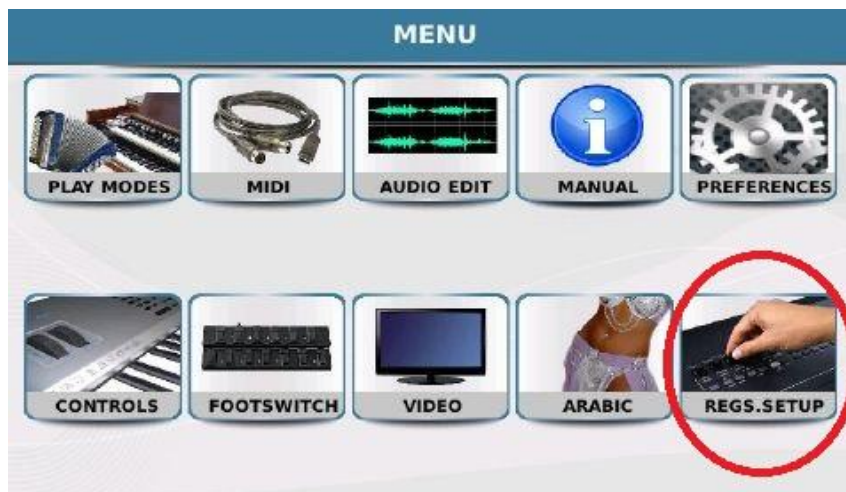 MENU
PLAY MODES
MIDI
AUDIO EDIT
MANUAL
PREFERENCES
CONTROLS
FOOTSWITCH
VIDEO
ARABIC
REGS.SETUP